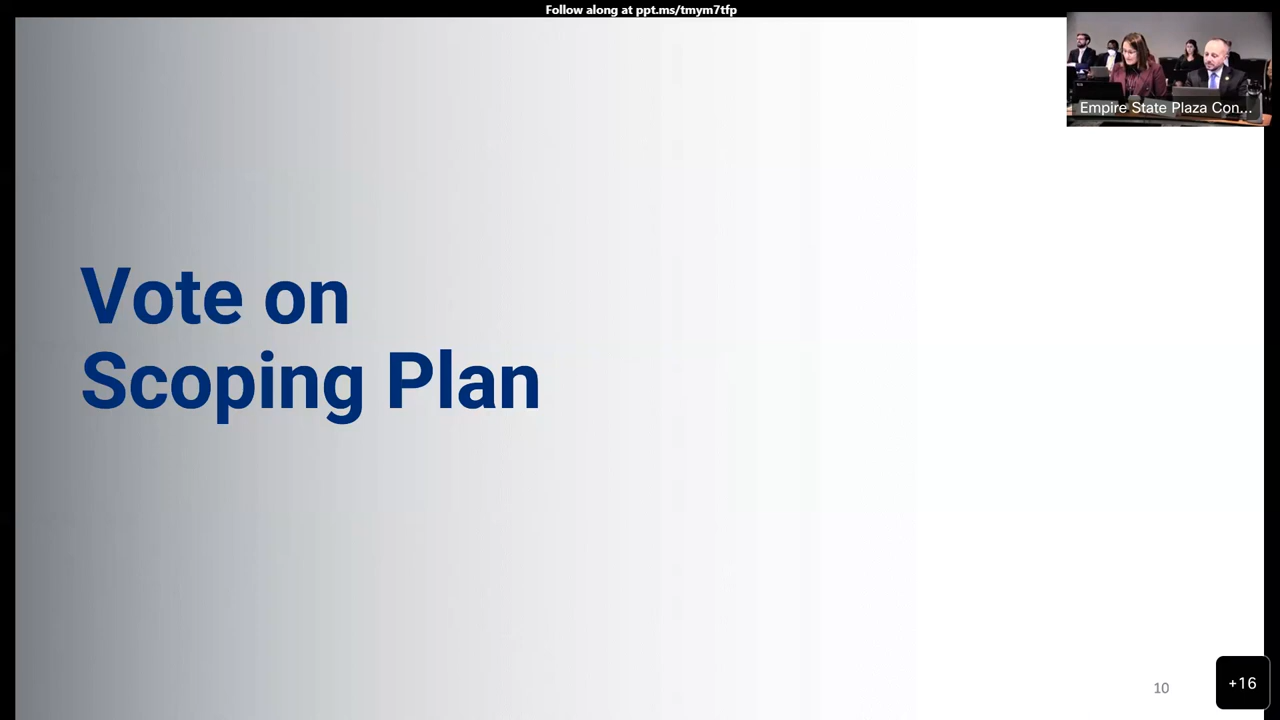 Follow along at ppt.ms/tmym7tfp
Empire State Plaza Con...
Vote on
Scoping Plan
10
+16